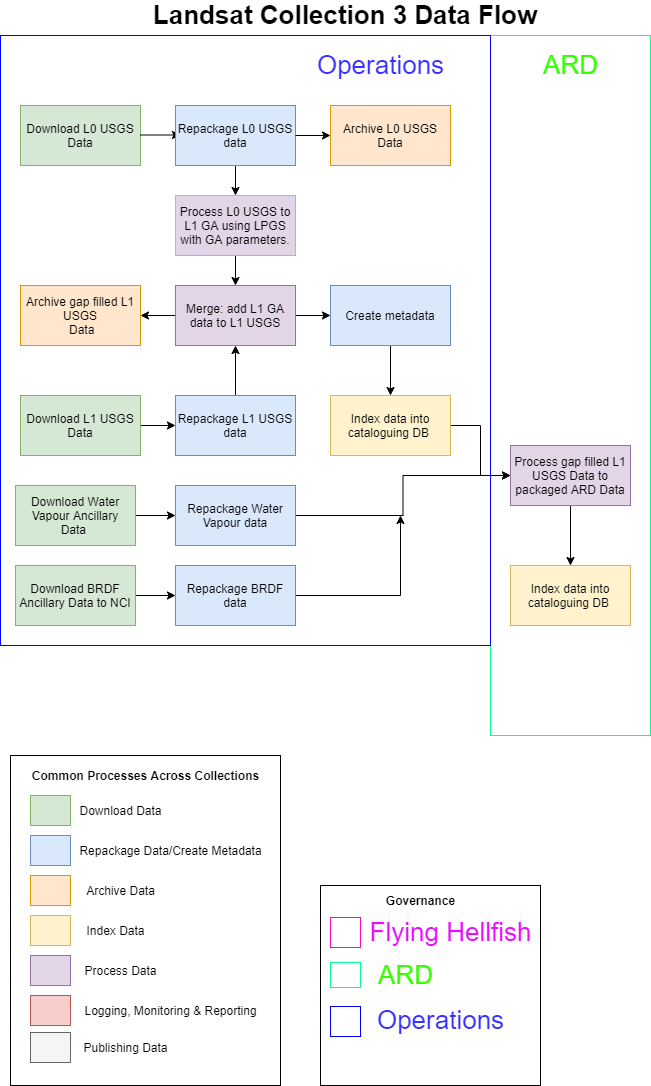 Landsat Collection 3 Data Flow
Operations
ARD
Download L0 USGS
Data
Repackage L0 USGS
data
Archive L0 USGS
Data
Process L0 USGS to
L1 GA using LPGS
with GA parameters.
Archive gap filled L1
USGS
Data
Merge: add L1 GA
data to L1 USGS
Create metadata
Download L1 USGS
Data
Repackage L1 USGS
data
Index data into
cataloguing DB
Process gap filled L1
USGS Data to
packaged ARD Data
Download Water
Vapour Ancillary
Data
Repackage Water
Vapour data
Download BRDF
Ancillary Data to NCI
Repackage BRDF
data
Index data into
cataloguing DB
Common Processes Across Collections
Download Data
Repackage Data/Create Metadata
Archive Data
Index Data
Process Data
Logging, Monitoring & Reporting
Publishing Data
Governance
Flying Hellfish
ARD
Operations